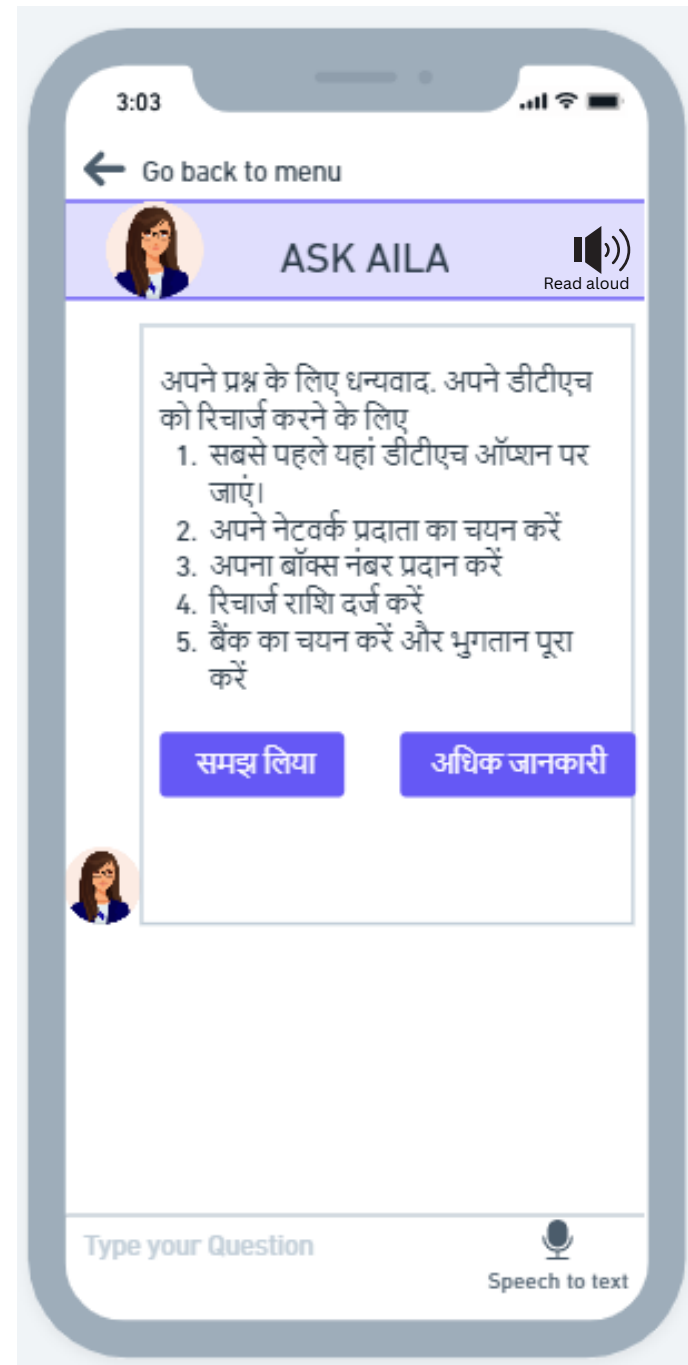 3:03
Go back to menu
ASK AILA
Read aloud
अपने प्रश्न के लिए धन्यवाद. अपने डीटीएच
को रिचार्ज करने के लिए
1. सबसे पहले यहां डीटीएच ऑप्शन पर
जाएं।
2. अपने नेटवर्क प्रदाता का चयन करें
3. अपना बॉक्स नंबर प्रदान करें
4. रिचार्ज राशि दर्ज करें
5. बैंक का चयन करें और भुगतान पूरा
करें
समझ लिया
अधिक जानकारी
Type your Question
Speech to text